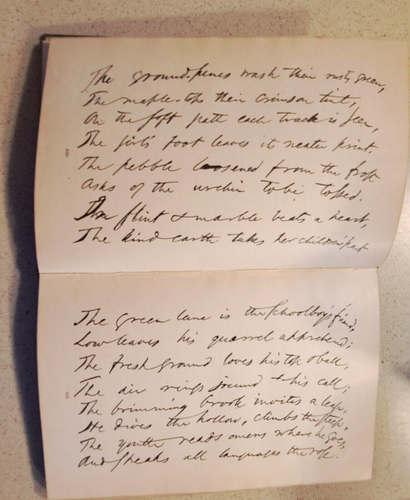 The ground-pines wash their rusty green,
The maple-tops their crimson tint,
On the soft path each track is seen,
The girl's foot leaves its neater print.
The pebble loosened from the frost
Asks of the urchin to be tossed.
In flint & marble beats a heart,
The kind earth takes her children's part
The green lane is the schoolboy's friend,
Low leaves his quarrel apprehend;
The fresh ground loves his top & ball,
The air rings jocund to his call;
The brimming brook invites a leap,
He dives the hollow, climbs the steep.
The youth reads omens where he goes,
And speaks all languages the rose.